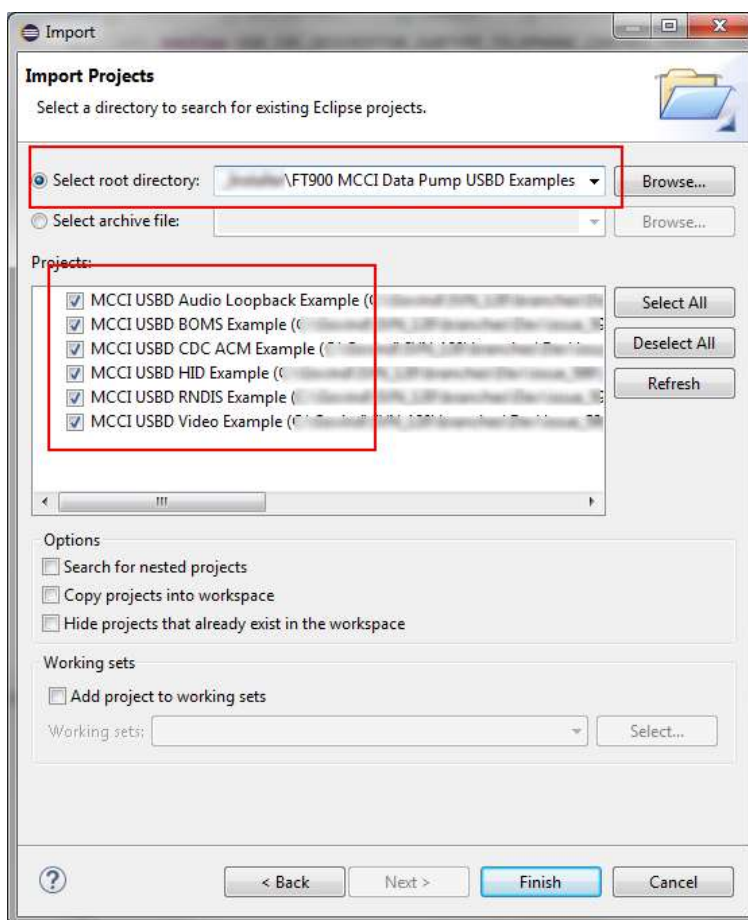 Import
Import Projects
Select a directory to search for existing Eclipse projects.
Select root directory: \FT900 MCCI Data Pump USBD Examples Browse...
Select archive file: Browse...
Projects:
MCCI USBD Audio Loopback Example (
MCCI USBD BOMS Example (
MCCI USBD CDC ACM Example (
MCCI USBD HID Example (
MCCI USBD RNDIS Example (
MCCI USBD Video Example (
Select All
Deselect All
Refresh
Options
Search for nested projects
Copy projects into workspace
Hide projects that already exist in the workspace
Working sets
Add project to working sets
Working sets: Select...
? < Back Next > Finish Cancel